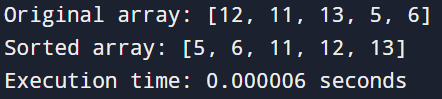 Original array: [12, 11, 13, 5, 6]
Sorted array: [5, 6, 11, 12, 13]
Execution time: 0.000006 seconds